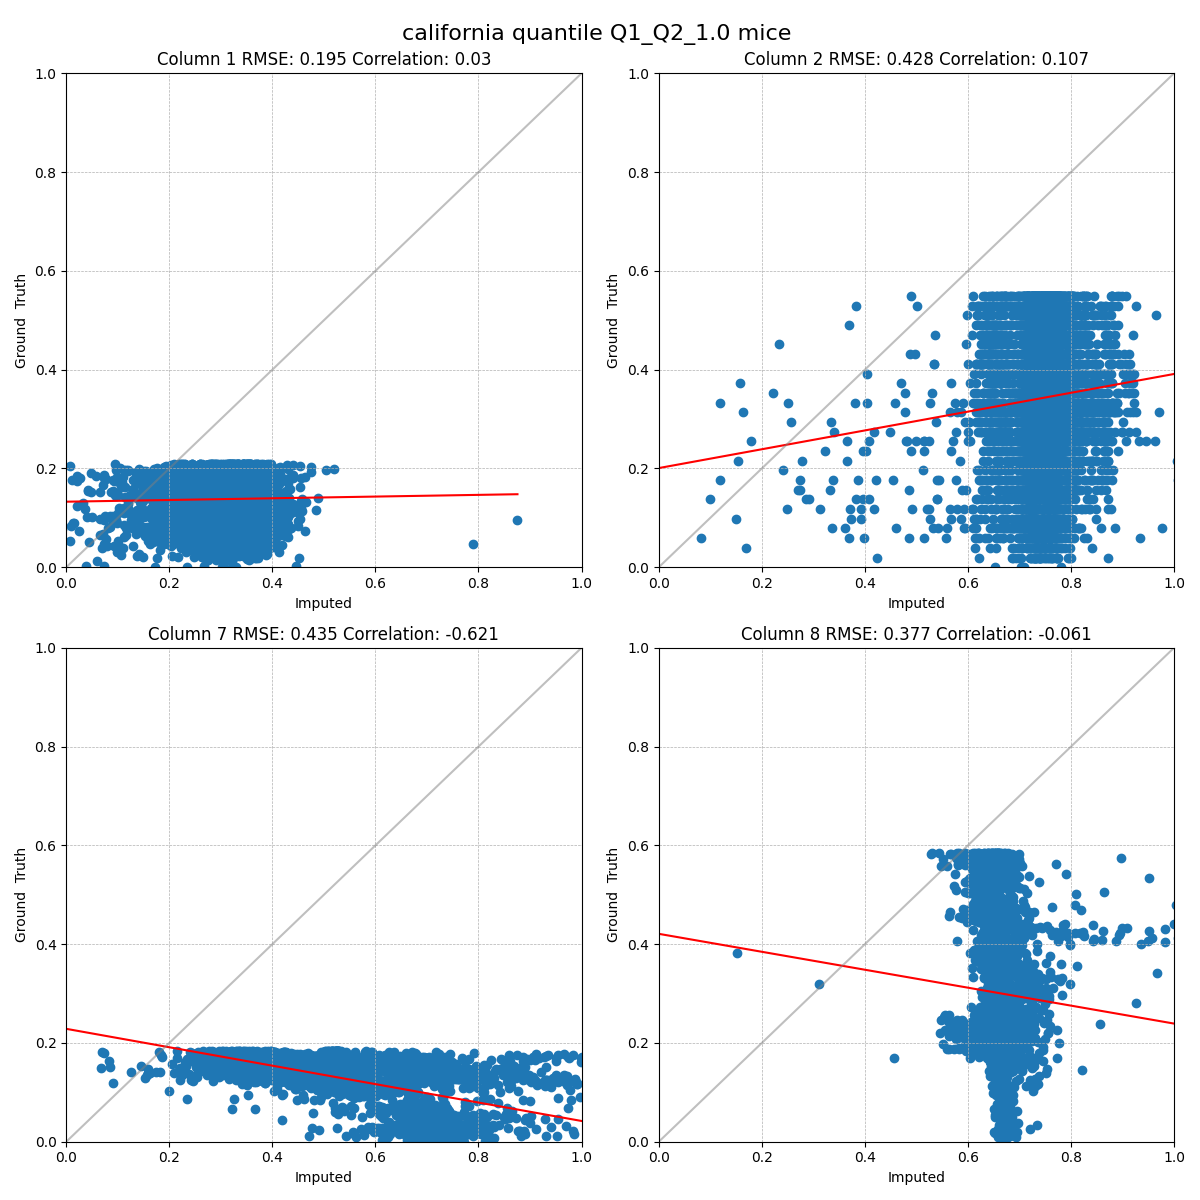 california quantile Q1_Q2_1.0 mice
Column 1 RMSE: 0.195 Correlation: 0.03
1.0
0.8
0.6
0.4
0.2
0.0
Ground Truth
0.0 0.2 0.4 0.6 0.8 1.0
Imputed
Column 2 RMSE: 0.428 Correlation: 0.107
1.0
0.8
0.6
0.4
0.2
0.0
Ground Truth
0.0 0.2 0.4 0.6 0.8 1.0
Imputed
Column 7 RMSE: 0.435 Correlation: -0.621
1.0
0.8
0.6
0.4
0.2
0.0
Ground Truth
0.0 0.2 0.4 0.6 0.8 1.0
Imputed
Column 8 RMSE: 0.377 Correlation: -0.061
1.0
0.8
0.6
0.4
0.2
0.0
Ground Truth
0.0 0.2 0.4 0.6 0.8 1.0
Imputed